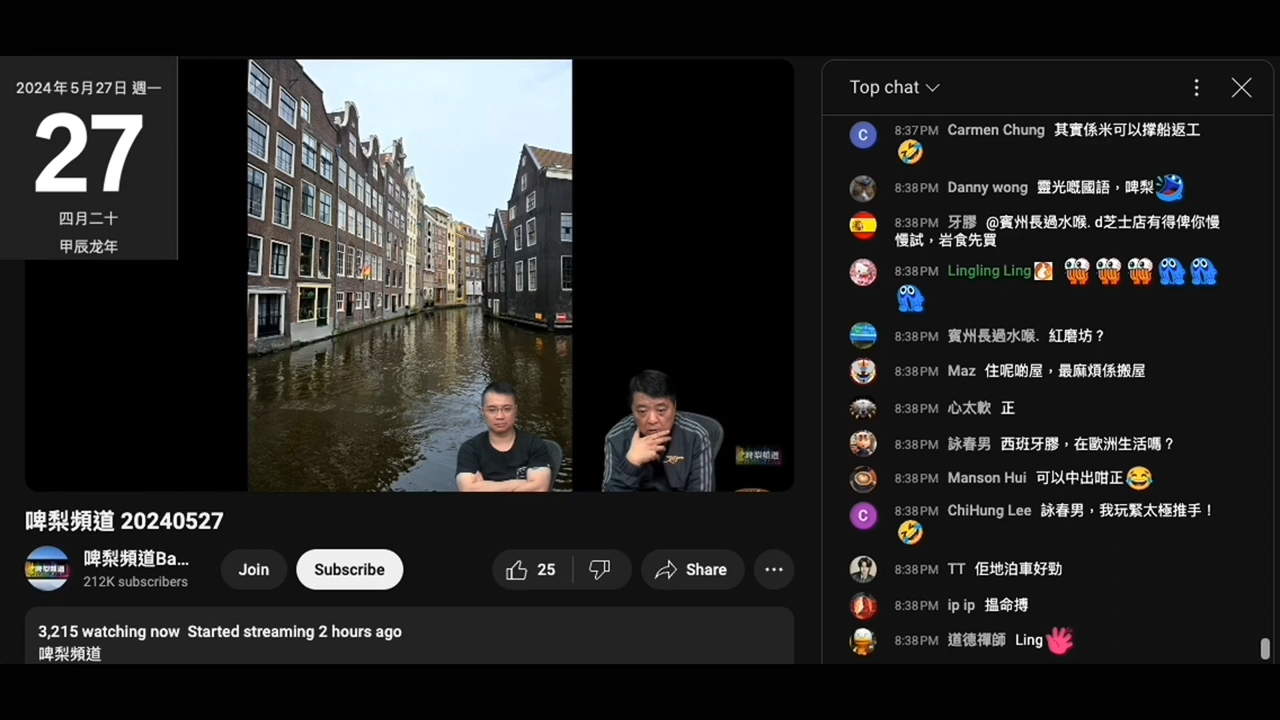 2024年5月27日 週一
27
四月二十
甲辰龙年
啤梨頻道
啤梨頻道 20240527
啤梨頻道Ba...
212K subscribers
Join
Subscribe
25
Share
3,215 watching now Started streaming 2 hours ago
啤梨頻道
Top chat
C
8:37PM Carmen Chung 其實係米可以撑船返工
8:38PM Danny wong 靈光嘅國語，啤梨
8:38PM 牙膠 @賓州長過水喉. d芝士店有得俾你慢
慢試，岩食先買
8:38PM Lingling Ling
8:38PM 賓州長過水喉. 紅磨坊？
8:38PM Maz 住呢啲屋，最麻煩係搬屋
8:38PM 心太軟 正
8:38PM 詠春男 西班牙膠，在歐洲生活嗎？
8:38PM Manson Hui 可以中出咁正
C
8:38PM ChiHung Lee 詠春男，我玩緊太極推手！
8:38PM TT 佢地泊車好勁
8:38PM ip ip 搵命搏
8:38PM 道德禪師 Ling